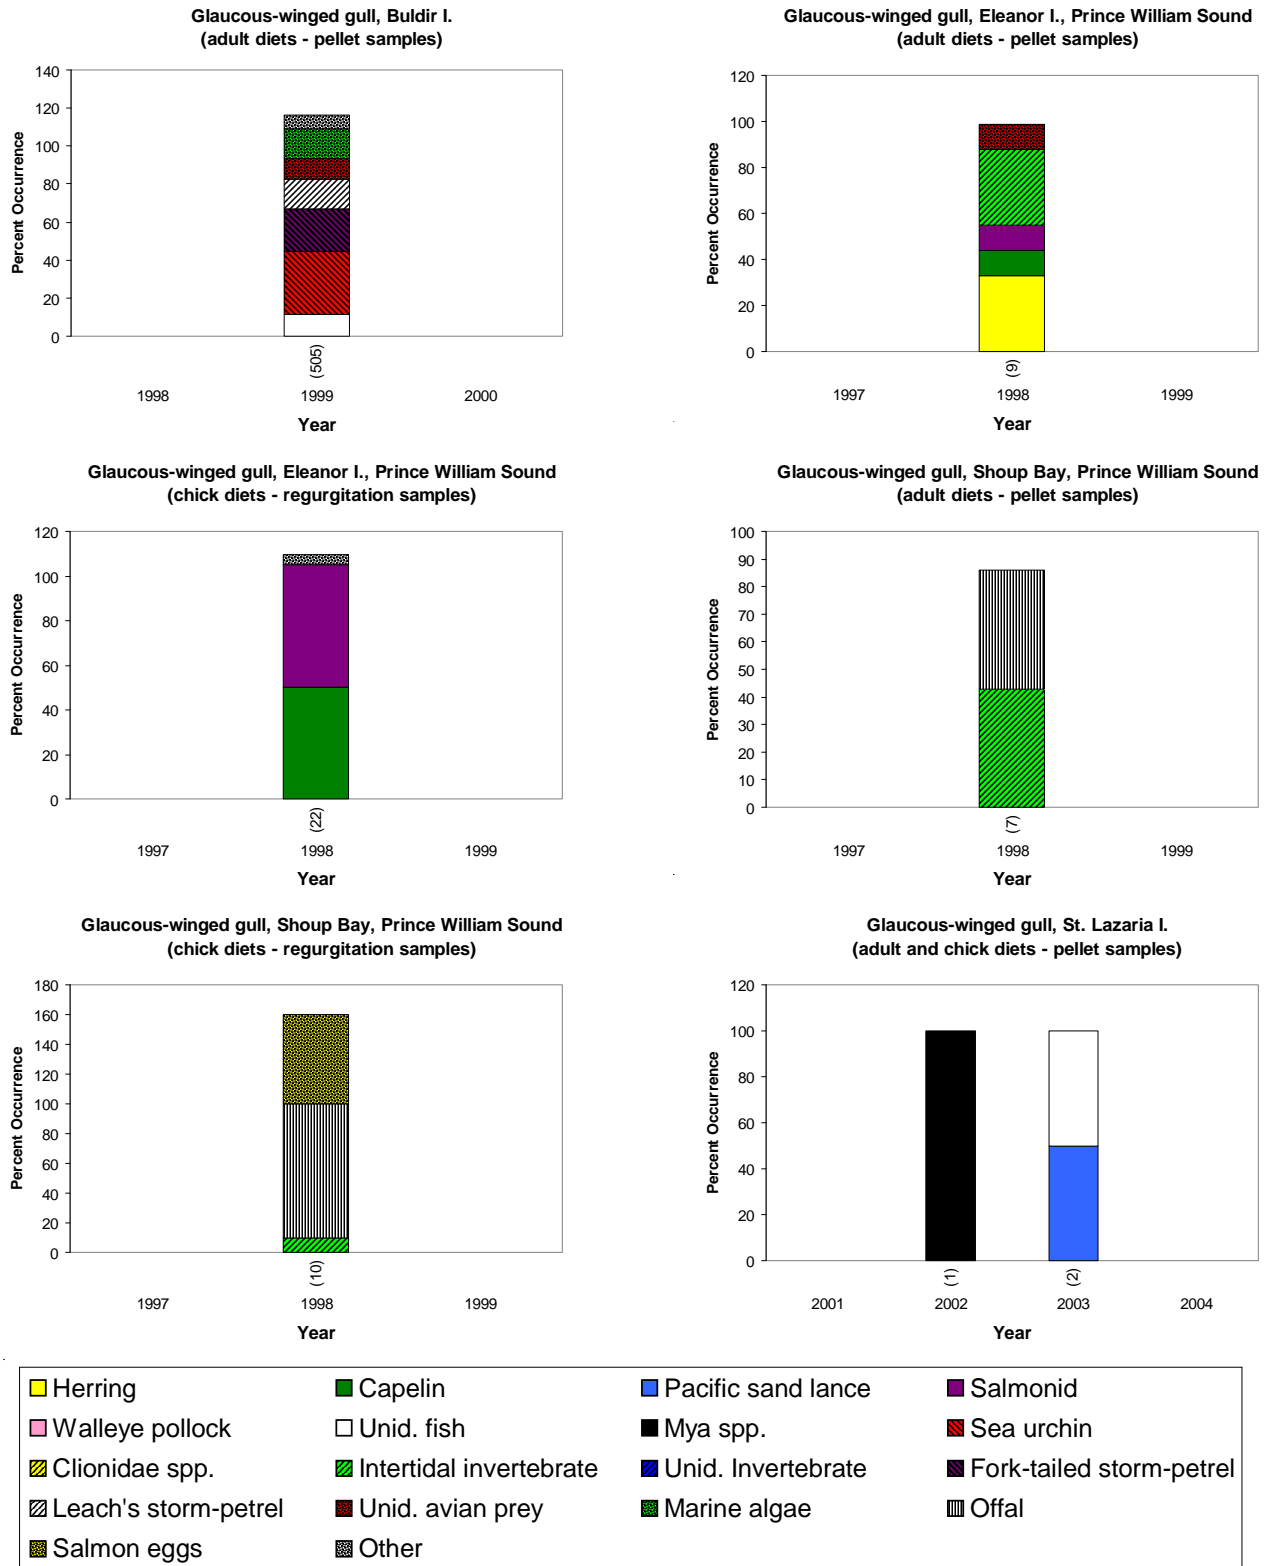 Glaucous-winged gull, Buldir I.
(adult diets - pellet samples)
140
120
100
80
60
40
20
0
Percent Occurrence
(505)
1998 1999 2000
Year
Glaucous-winged gull, Eleanor I., Prince William Sound
(adult diets - pellet samples)
120
100
80
60
40
20
0
Percent Occurrence
(9)
1997 1998 1999
Year
Glaucous-winged gull, Eleanor I., Prince William Sound
(chick diets - regurgitation samples)
120
100
80
60
40
20
0
Percent Occurrence
(22)
1997 1998 1999
Year
Glaucous-winged gull, Shoup Bay, Prince William Sound
(adult diets - pellet samples)
100
90
80
70
60
50
40
30
20
10
0
Percent Occurrence
(7)
1997 1998 1999
Year
Glaucous-winged gull, Shoup Bay, Prince William Sound
(chick diets - regurgitation samples)
180
160
140
120
100
80
60
40
20
0
Percent Occurrence
(10)
1997 1998 1999
Year
Glaucous-winged gull, St. Lazaria I.
(adult and chick diets - pellet samples)
120
100
80
60
40
20
0
Percent Occurrence
(1) (2)
2001 2002 2003 2004
Year
Herring Capelin Pacific sand lance Salmonid
Walleye pollock Unid. fish Mya spp. Sea urchin
Clionidae spp. Intertidal invertebrate Unid. Invertebrate Fork-tailed storm-petrel
Leach's storm-petrel Unid. avian prey Marine algae Offal
Salmon eggs Other